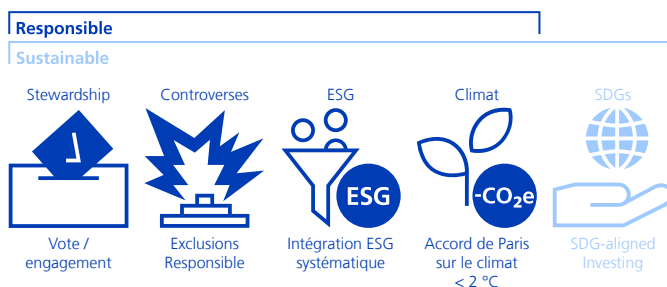 Responsible
Sustainable
Stewardship
Controverses
ESG
Climat
SDGs
ESG
-CO₂e
Vote /
engagement
Exclusions
Responsible
Intégration ESG
systématique
Accord de Paris
sur le climat
< 2 °C
SDG-aligned
Investing